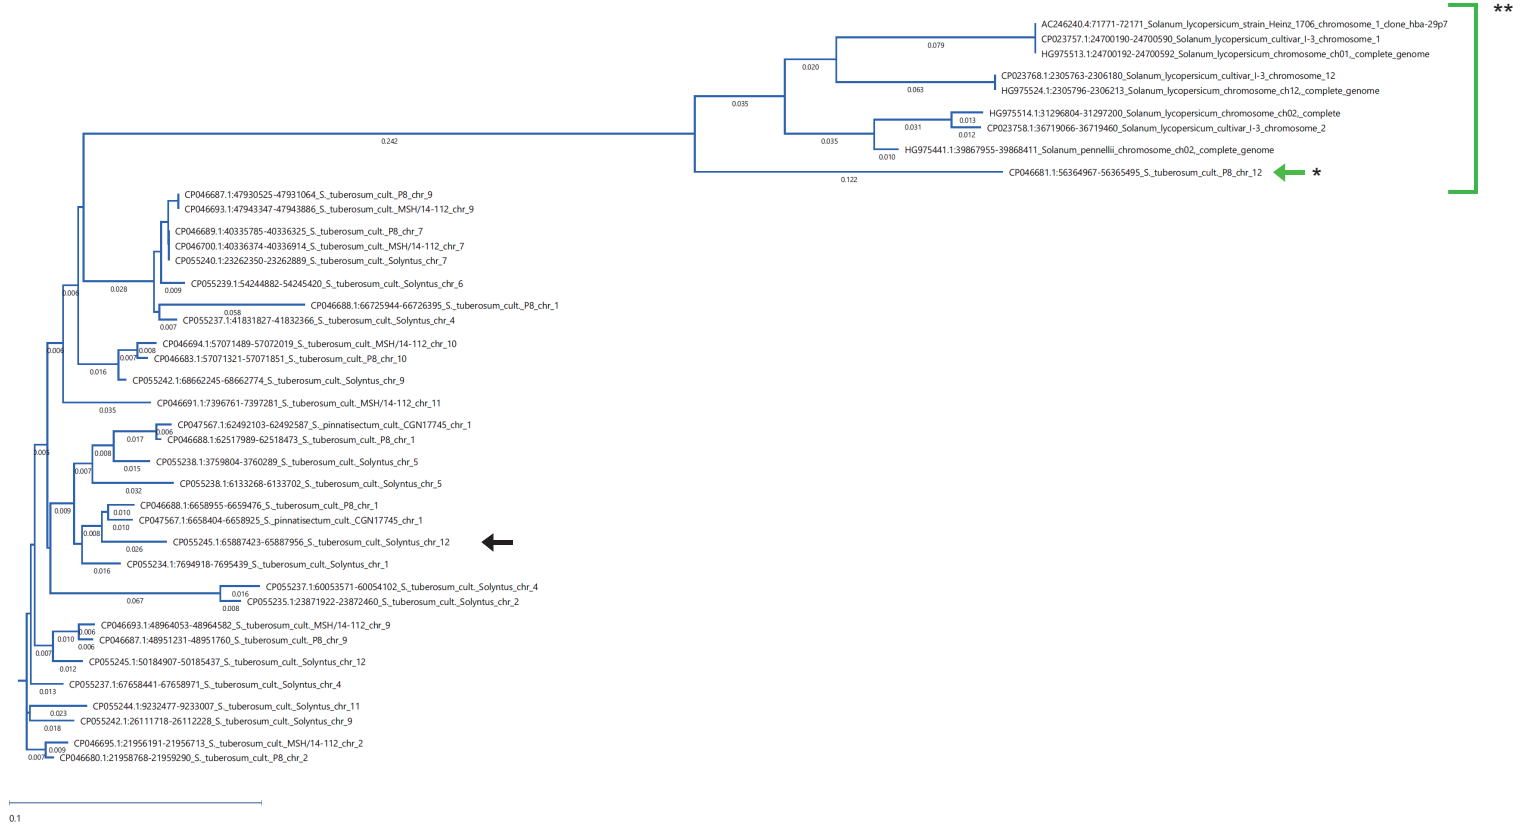 **
AC246240.4:71771-72171_Solanum_lycopersicum_strain_Heinz_1706_chromosome_1_clone_hba-29p7
0.079
CP023757.1:24700190-24700590_Solanum_lycopersicum_cultivar_I-3_chromosome_1
HG975513.1:24700192-24700592_Solanum_lycopersicum_chromosome_ch01,_complete_genome
0.020
CP023768.1:2305763-2306180_Solanum_lycopersicum_cultivar_I-3_chromosome_12
0.063
HG975524.1:2305796-2306213_Solanum_lycopersicum_chromosome_ch12,_complete_genome
0.035
HG975514.1:31296804-31297200_Solanum_lycopersicum_chromosome_ch02,_complete
0.013
0.031
CP023758.1:36719066-36719460_Solanum_lycopersicum_cultivar_I-3_chromosome_2
0.012
0.242
0.035
HG975441.1:39867955-39868411_Solanum_pennellii_chromosome_ch02,_complete_genome
0.010
CP046681.1:56364967-56365495_S._tuberosum_cult._P8_chr_12
*
0.122
CP046687.1:47930525-47931064_S._tuberosum_cult._P8_chr_9
CP046693.1:47943347-47943886_S._tuberosum_cult._MSH/14-112_chr_9
CP046689.1:40335785-40336325_S._tuberosum_cult._P8_chr_7
CP046700.1:40336374-40336914_S._tuberosum_cult._MSH/14-112_chr_7
CP055240.1:23262350-23262889_S._tuberosum_cult._Solyntus_chr_7
CP055239.1:54244882-54245420_S._tuberosum_cult._Solyntus_chr_6
0.028
0.009
0.006
CP046688.1:66725944-66726395_S._tuberosum_cult._P8_chr_1
0.058
CP055237.1:41831827-41832366_S._tuberosum_cult._Solyntus_chr_4
0.007
CP046694.1:57071489-57072019_S._tuberosum_cult._MSH/14-112_chr_10
0.006
0.008
0.007
CP046683.1:57071321-57071851_S._tuberosum_cult._P8_chr_10
0.016
CP055242.1:68662245-68662774_S._tuberosum_cult._Solyntus_chr_9
CP046691.1:7396761-7397281_S._tuberosum_cult._MSH/14-112_chr_11
0.035
CP047567.1:62492103-62492587_S._pinnatisectum_cult._CGN17745_chr_1
0.006
0.017
CP046688.1:62517989-62518473_S._tuberosum_cult._P8_chr_1
0.005
0.008
CP055238.1:3759804-3760289_S._tuberosum_cult._Solyntus_chr_5
0.015
0.007
CP055238.1:6133268-6133702_S._tuberosum_cult._Solyntus_chr_5
0.032
CP046688.1:6658955-6659476_S._tuberosum_cult._P8_chr_1
0.009
0.010
CP047567.1:6658404-6658925_S._pinnatisectum_cult._CGN17745_chr_1
0.010
0.008
CP055245.1:65887423-65887956_S._tuberosum_cult._Solyntus_chr_12
0.026
CP055234.1:7694918-7695439_S._tuberosum_cult._Solyntus_chr_1
0.016
CP055237.1:60053571-60054102_S._tuberosum_cult._Solyntus_chr_4
0.016
0.067
CP055235.1:23871922-23872460_S._tuberosum_cult._Solyntus_chr_2
0.008
CP046693.1:48964053-48964582_S._tuberosum_cult._MSH/14-112_chr_9
0.006
0.010
CP046687.1:48951231-48951760_S._tuberosum_cult._P8_chr_9
0.006
0.007
CP055245.1:50184907-50185437_S._tuberosum_cult._Solyntus_chr_12
0.012
CP055237.1:67658441-67658971_S._tuberosum_cult._Solyntus_chr_4
0.013
CP055244.1:9232477-9233007_S._tuberosum_cult._Solyntus_chr_11
0.023
CP055242.1:26111718-26112228_S._tuberosum_cult._Solyntus_chr_9
0.018
CP046695.1:21956191-21956713_S._tuberosum_cult._MSH/14-112_chr_2
0.009
0.007
CP046680.1:21958768-21959290_S._tuberosum_cult._P8_chr_2
0.1